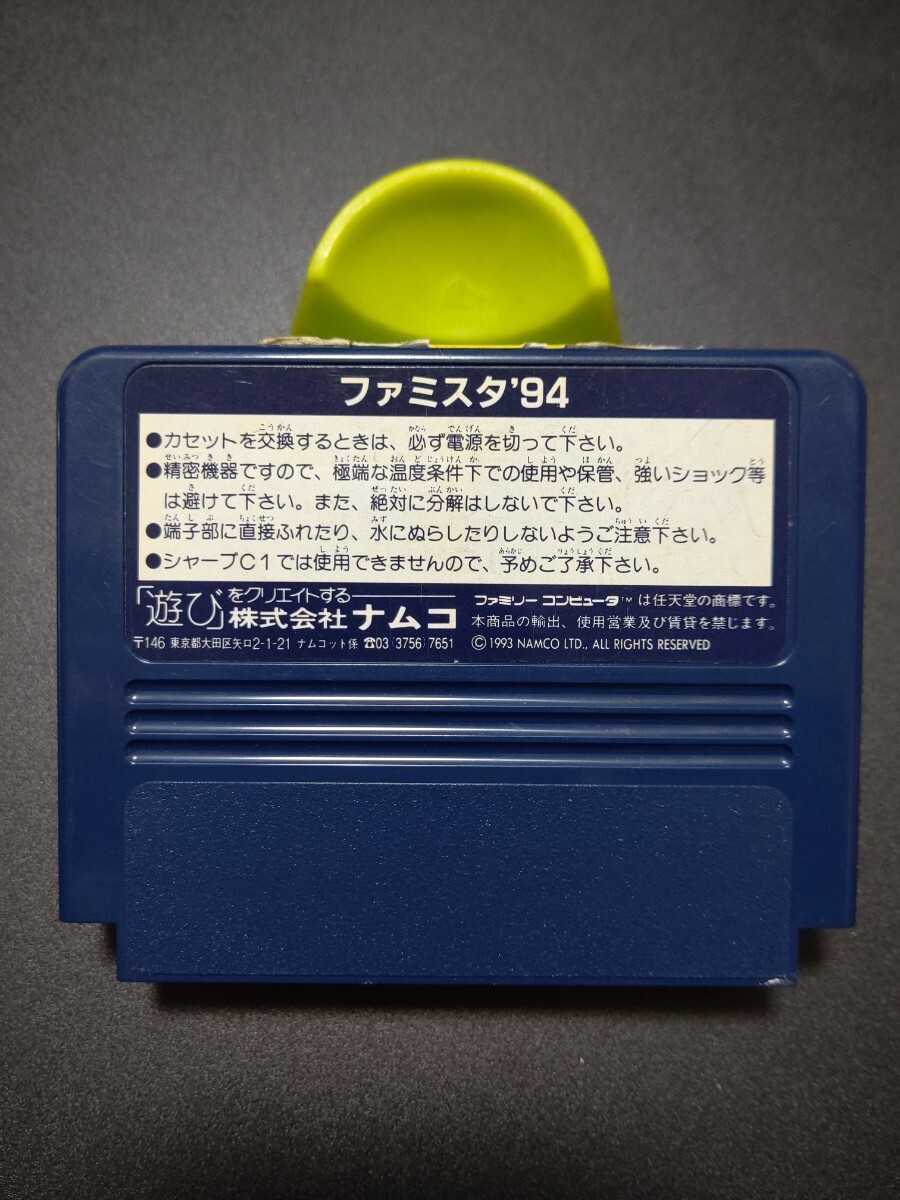 ファミスタ'94
●カセットを交換するときは、必ず電源を切って下さい。
●精密機器ですので、極端な温度条件下での使用や保管、強いショック等
は避けて下さい。また、絶対に分解はしないで下さい。
●端子部に直接ふれたり、水にぬらしたりしないようご注意下さい。
●シャープC1では使用できませんので、予めご了承下さい。
「遊び」をクリエイトする
株式会社ナムコ
〒146 東京都大田区矢口2-1-21 ナムコット係 ☎03(3756)7651
ファミリーコンピュータ™は任天堂の商標です。
本商品の輸出、使用営業及び賃貸を禁じます。
©1993 NAMCO LTD., ALL RIGHTS RESERVED